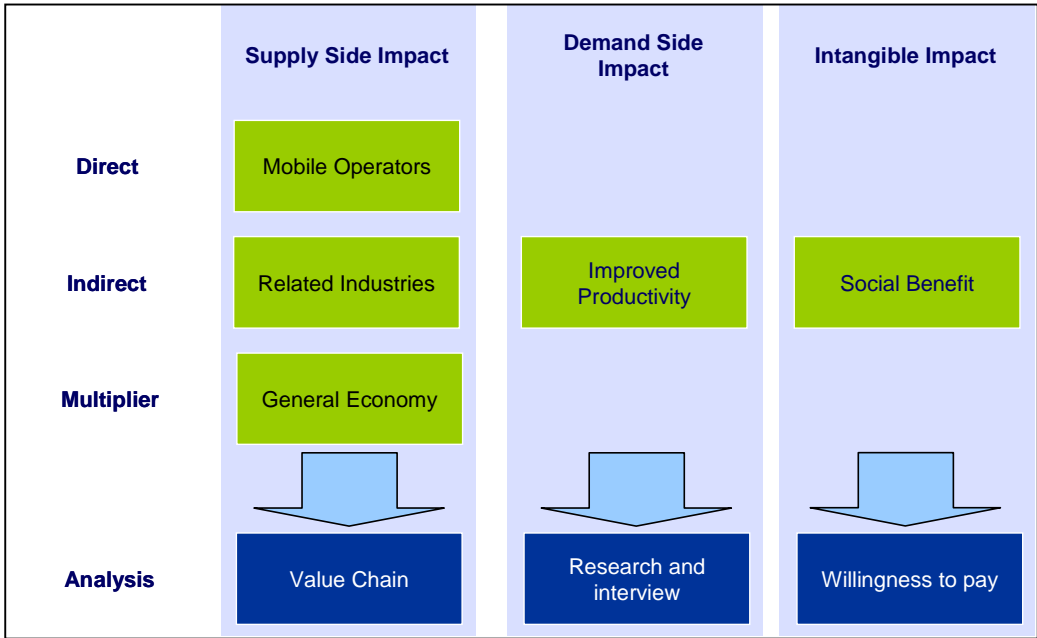 Supply Side Impact
Demand Side
Impact
Intangible Impact
Direct
Mobile Operators
Indirect
Related Industries
Improved
Productivity
Social Benefit
Multiplier
General Economy
Analysis
Value Chain
Research and
interview
Willingness to pay